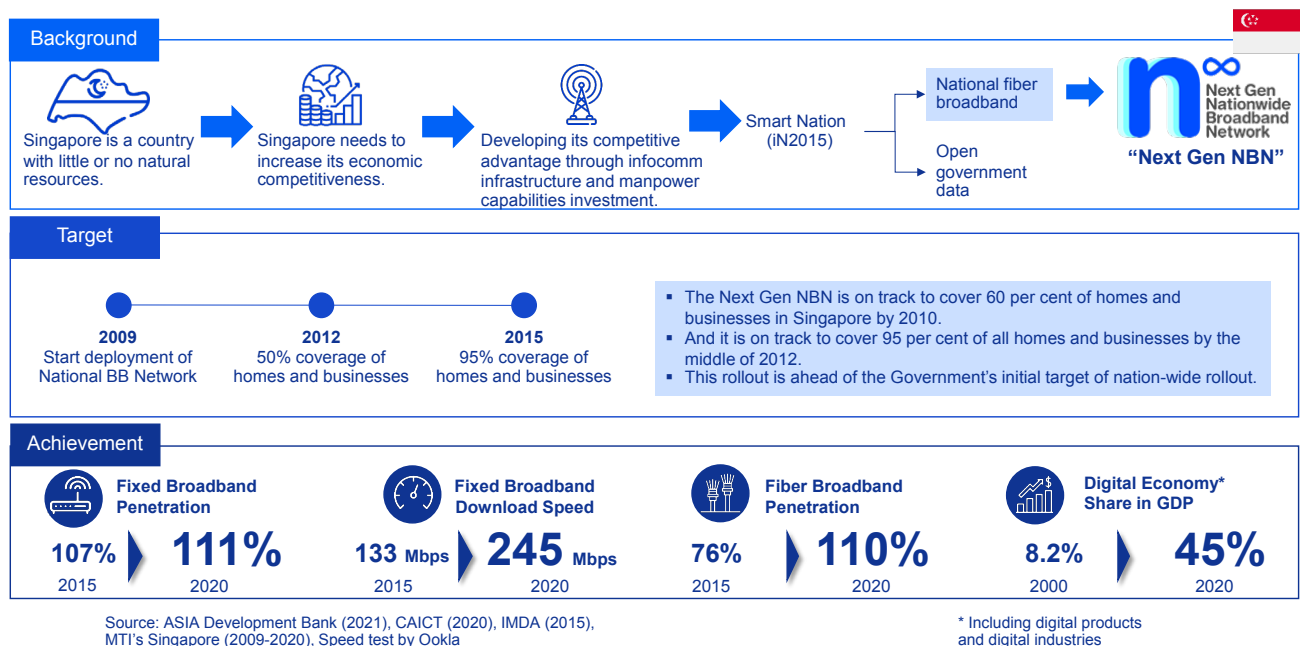 Background
Singapore is a country
with little or no natural
resources.
Singapore needs to
increase its economic
competitiveness.
Developing its competitive
advantage through infocomm
infrastructure and manpower
capabilities investment.
Smart Nation
(iN2015)
National fiber
broadband
Open
government
data
n
Next Gen
Nationwide
Broadband
Network
“Next Gen NBN”
Target
2009
Start deployment of
National BB Network
2012
50% coverage of
homes and businesses
2015
95% coverage of
homes and businesses
▪ The Next Gen NBN is on track to cover 60 per cent of homes and
businesses in Singapore by 2010.
▪ And it is on track to cover 95 per cent of all homes and businesses by the
middle of 2012.
▪ This rollout is ahead of the Government’s initial target of nation-wide rollout.
Achievement
Fixed Broadband
Penetration
107%
111%
2015
2020
Fixed Broadband
Download Speed
133 Mbps
245 Mbps
2015
2020
Fiber Broadband
Penetration
76%
110%
2015
2020
$
Digital Economy*
Share in GDP
8.2%
45%
2000
2020
Source: ASIA Development Bank (2021), CAICT (2020), IMDA (2015),
MTI’s Singapore (2009-2020), Speed test by Ookla
* Including digital products
and digital industries